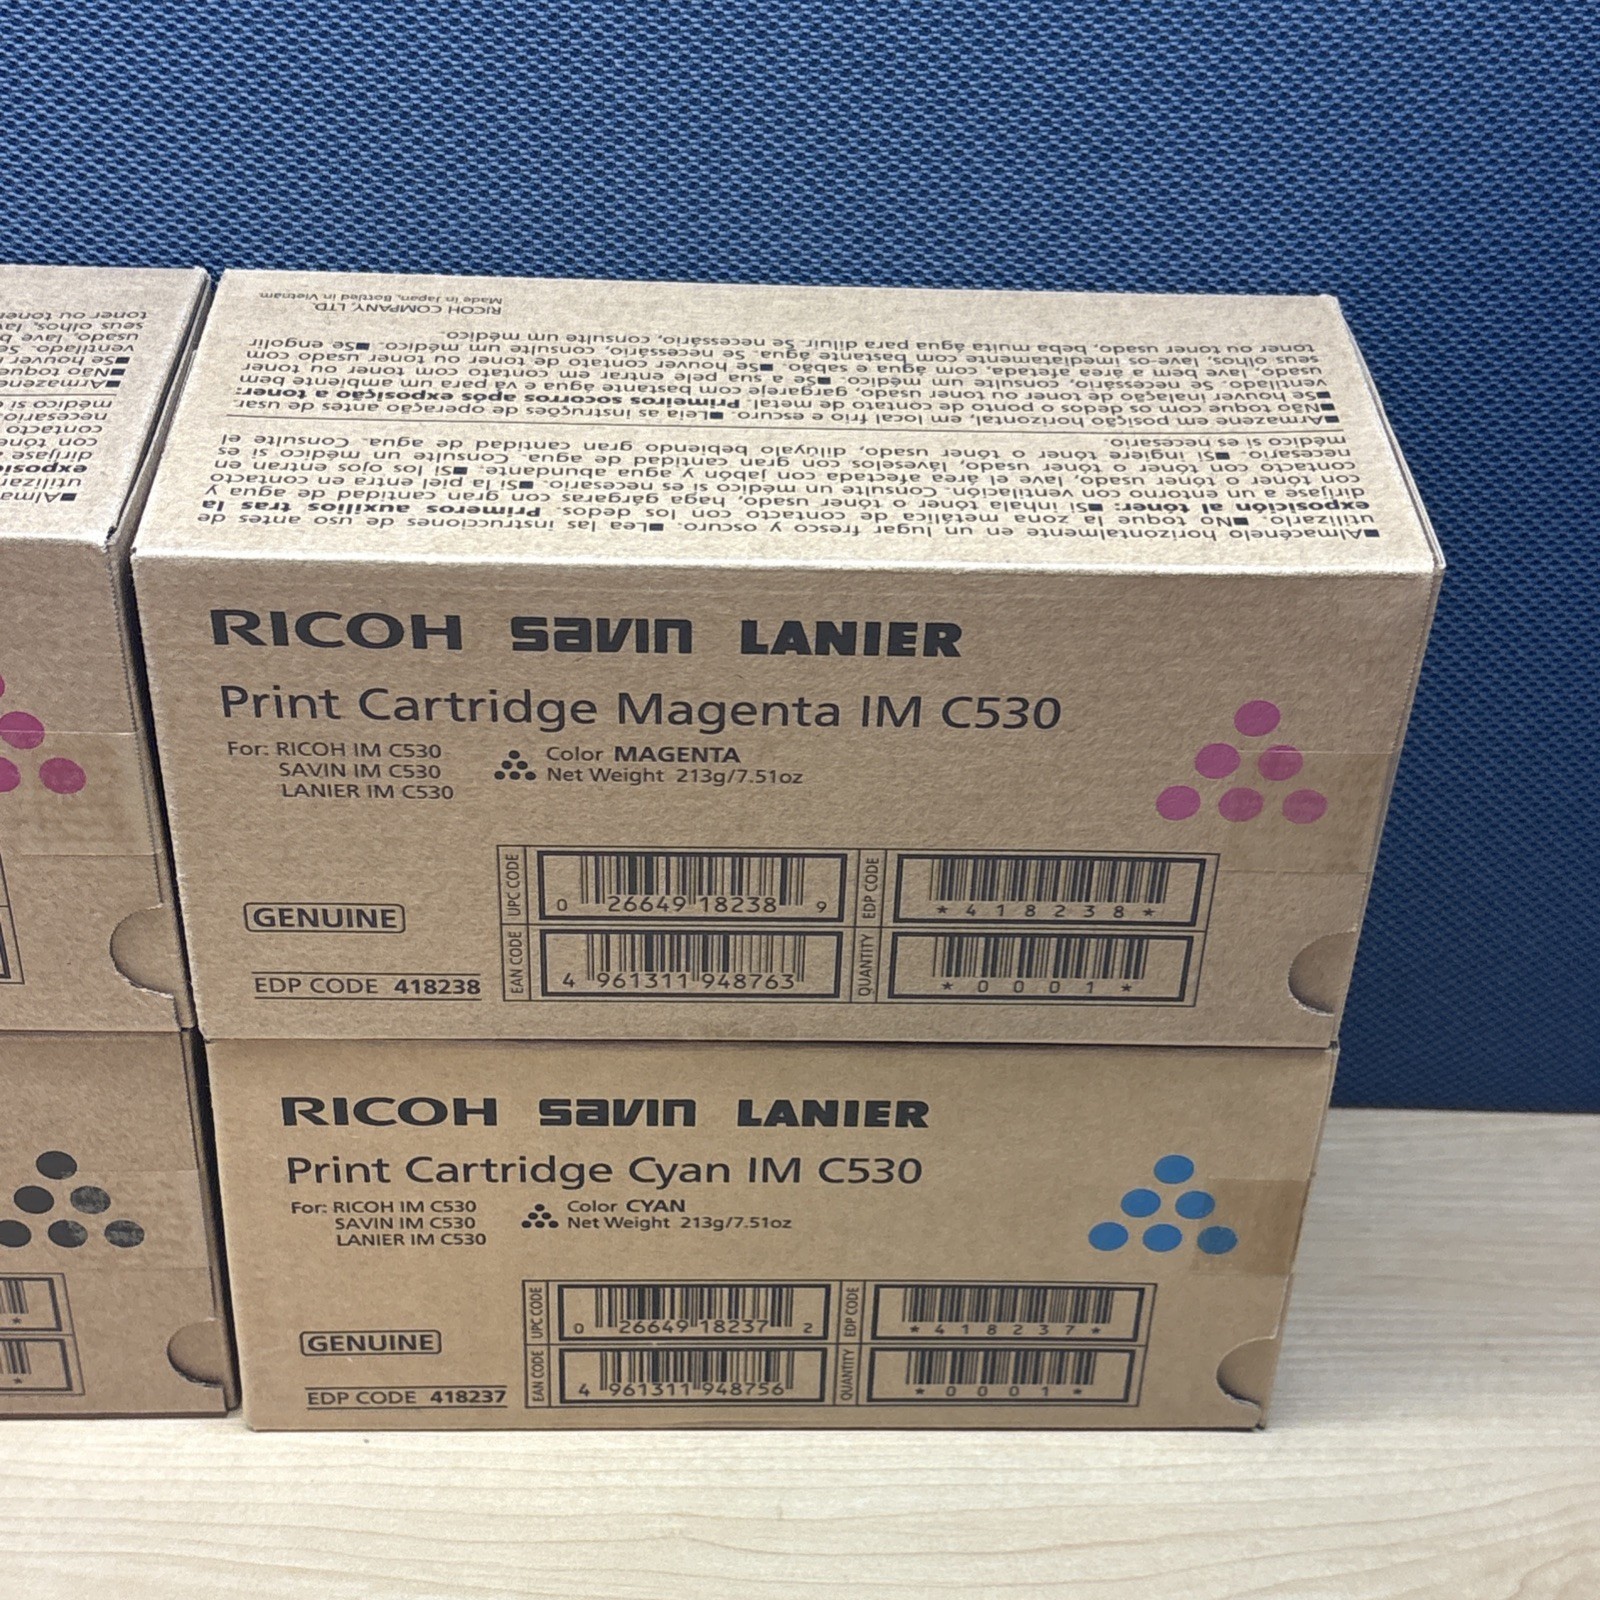 RICOH COMPANY, LTD.
Made in Japan, Bottled in Vietnam
■Armazene em posição horizontal, em local frio e escuro. ■Leia as instruções de operação antes de usar.
■Não toque com os dedos o ponto de contato de metal. Primeiros socorros após exposição a toner:
■Se houver inalação de toner ou toner usado, gargareje com bastante água e vá para um ambiente bem
ventilado. Se necessário, consulte um médico. ■Se a sua pele entrar em contato com toner ou toner
usado, lave bem a área afetada, com água e sabão. ■Se houver contato de toner ou toner usado com
seus olhos, lave-os imediatamente com bastante água. Se necessário, consulte um médico. ■Se engolir
toner ou toner usado, beba muita água para diluir. Se necessário, consulte um médico.
■Almacénelo horizontalmente en un lugar fresco y oscuro. ■Lea las instrucciones de uso antes de
utilizarlo. ■No toque la zona metálica de contacto con los dedos. Primeros auxilios tras la
exposición al tóner: ■Si inhala tóner o tóner usado, haga gárgaras con gran cantidad de agua y
diríjase a un entorno con ventilación. Consulte un médico si es necesario. ■Si la piel entra en contacto
con tóner o tóner usado, lave el área afectada con jabón y agua abundante. ■Si los ojos entran en
contacto con tóner o tóner usado, láveselos con gran cantidad de agua. Consulte un médico si es
necesario. ■Si ingiere tóner o tóner usado, dilúyalo bebiendo gran cantidad de agua. Consulte el
médico si es necesario.
RICOH savin LANIER
Print Cartridge Magenta IM C530
For: RICOH IM C530
SAVIN IM C530
LANIER IM C530
Color MAGENTA
Net Weight 213g/7.51oz
GENUINE
EDP CODE 418238
UPC CODE
0 26649 18238 9
EDP CODE
*418238*
EAN CODE
4 961311 948763
QUANTITY
*0001*
RICOH savin LANIER
Print Cartridge Cyan IM C530
For: RICOH IM C530
SAVIN IM C530
LANIER IM C530
Color CYAN
Net Weight 213g/7.51oz
GENUINE
EDP CODE 418237
UPC CODE
0 26649 18237 2
EDP CODE
*418237*
EAN CODE
4 961311 948756
QUANTITY
*0001*